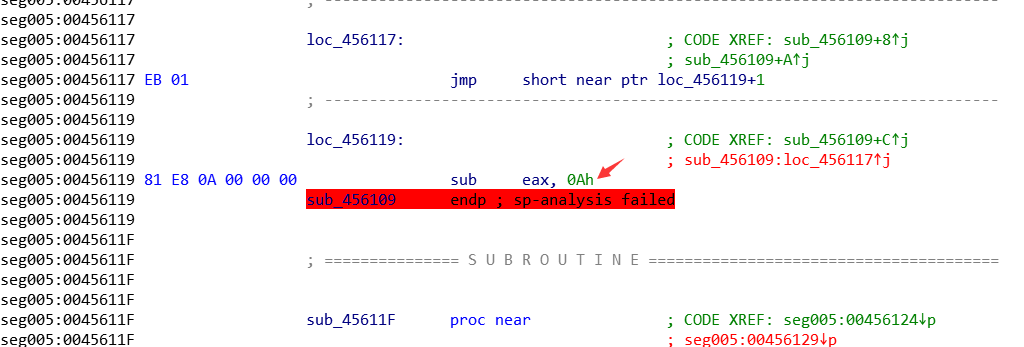 seg005:00456117 ; ---------------------------------------------------------------------------
seg005:00456117
seg005:00456117 loc_456117: ; CODE XREF: sub_456109+8↑j
seg005:00456117 ; sub_456109+A↑j
seg005:00456117 EB 01 jmp short near ptr loc_456119+1
seg005:00456119 ; ---------------------------------------------------------------------------
seg005:00456119
seg005:00456119 loc_456119: ; CODE XREF: sub_456109+C↑j
seg005:00456119 ; sub_456109:loc_456117↑j
seg005:00456119 81 E8 0A 00 00 00 sub eax, 0Ah
seg005:00456119 sub_456109 endp ; sp-analysis failed
seg005:00456119
seg005:0045611F
seg005:0045611F ; =============== S U B R O U T I N E =======================================
seg005:0045611F
seg005:0045611F
seg005:0045611F sub_45611F proc near ; CODE XREF: seg005:00456124↓p
seg005:0045611F ; seg005:00456129↓p